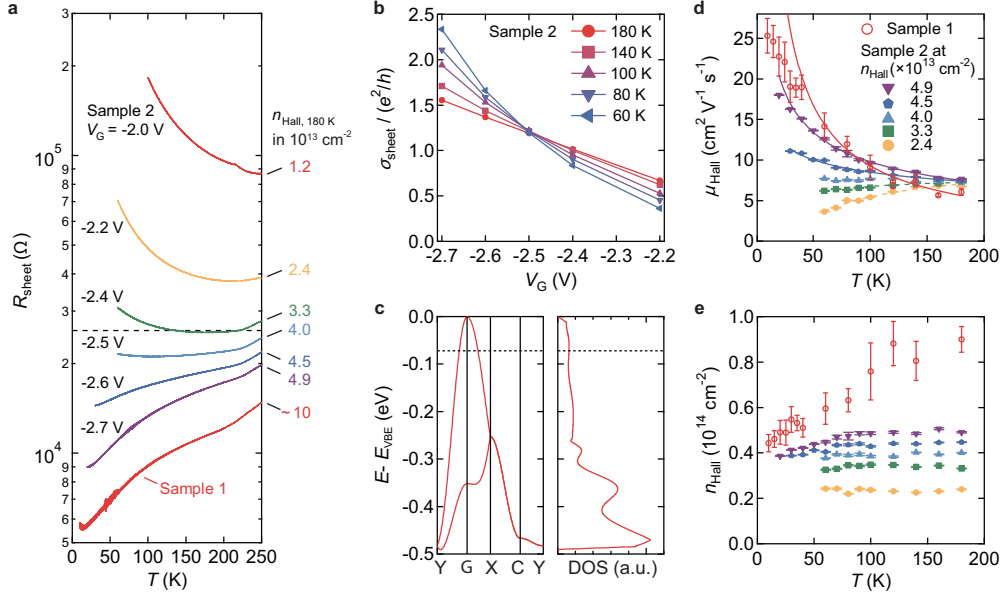 a
R_sheet (Ω)
10^5
10^4
3
2
9
8
7
6
5
4
3
2
9
8
7
6
5
0
50
100
150
200
250
T (K)
Sample 2
V_G = -2.0 V
-2.2 V
-2.4 V
-2.5 V
-2.6 V
-2.7 V
Sample 1
n_Hall, 180 K
in 10^13 cm^-2
1.2
2.4
3.3
4.0
4.5
4.9
~ 10
b
σ_sheet / (e^2/h)
2.5
2.0
1.5
1.0
0.5
0.0
-2.7
-2.6
-2.5
-2.4
-2.3
-2.2
V_G (V)
Sample 2
180 K
140 K
100 K
80 K
60 K
c
E- E_VBE (eV)
0.0
-0.1
-0.2
-0.3
-0.4
-0.5
Y
G
X
C
Y
DOS (a.u.)
d
μ_Hall (cm^2 V^-1 s^-1)
25
20
15
10
5
0
0
50
100
150
200
T (K)
Sample 1
Sample 2 at
n_Hall (×10^13 cm^-2)
4.9
4.5
4.0
3.3
2.4
e
n_Hall (10^14 cm^-2)
1.0
0.8
0.6
0.4
0.2
0.0
0
50
100
150
200
T (K)